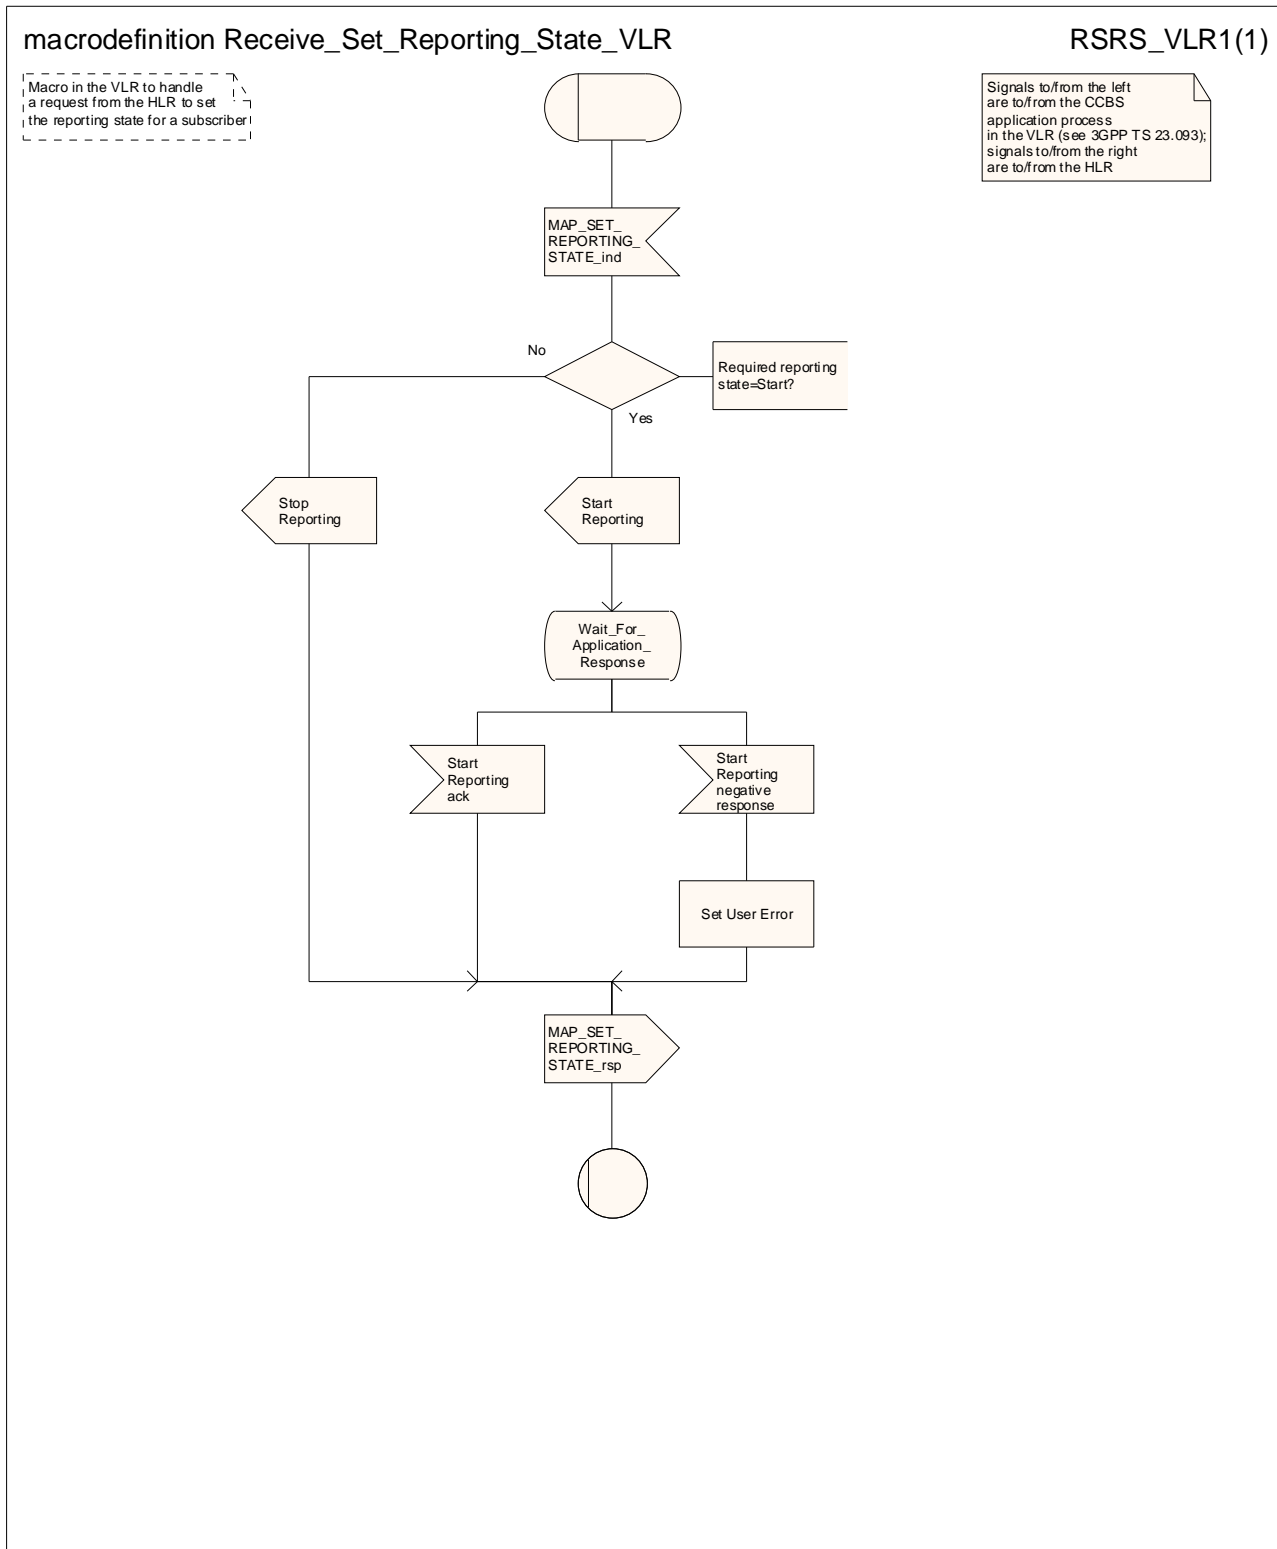 macrodefinition Receive_Set_Reporting_State_VLR
RSRS_VLR1(1)
Macro in the VLR to handle
a request from the HLR to set
the reporting state for a subscriber
Signals to/from the left
are to/from the CCBS
application process
in the VLR (see 3GPP TS 23.093);
signals to/from the right
are to/from the HLR
MAP_SET_
REPORTING_
STATE_ind
No
Required reporting
state=Start?
Yes
Stop
Reporting
Start
Reporting
Wait_For_
Application_
Response
Start
Reporting
ack
Start
Reporting
negative
response
Set User Error
MAP_SET_
REPORTING_
STATE_rsp